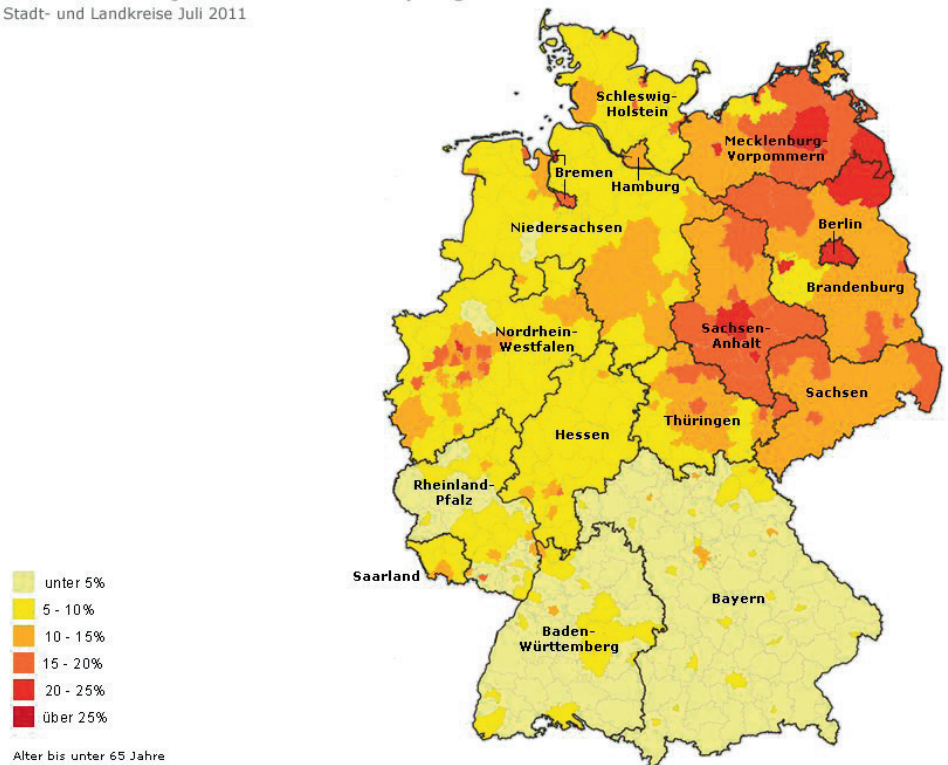 Stadt- und Landkreise Juli 2011
Schleswig-
Holstein
Mecklenburg-
Vorpommern
Bremen
Hamburg
Niedersachsen
Berlin
Brandenburg
Nordrhein-
Westfalen
Sachsen-
Anhalt
Sachsen
Thüringen
Hessen
Rheinland-
Pfalz
Saarland
Bayern
Baden-
Württemberg
unter 5%
5 - 10%
10 - 15%
15 - 20%
20 - 25%
über 25%
Alter bis unter 65 Jahre